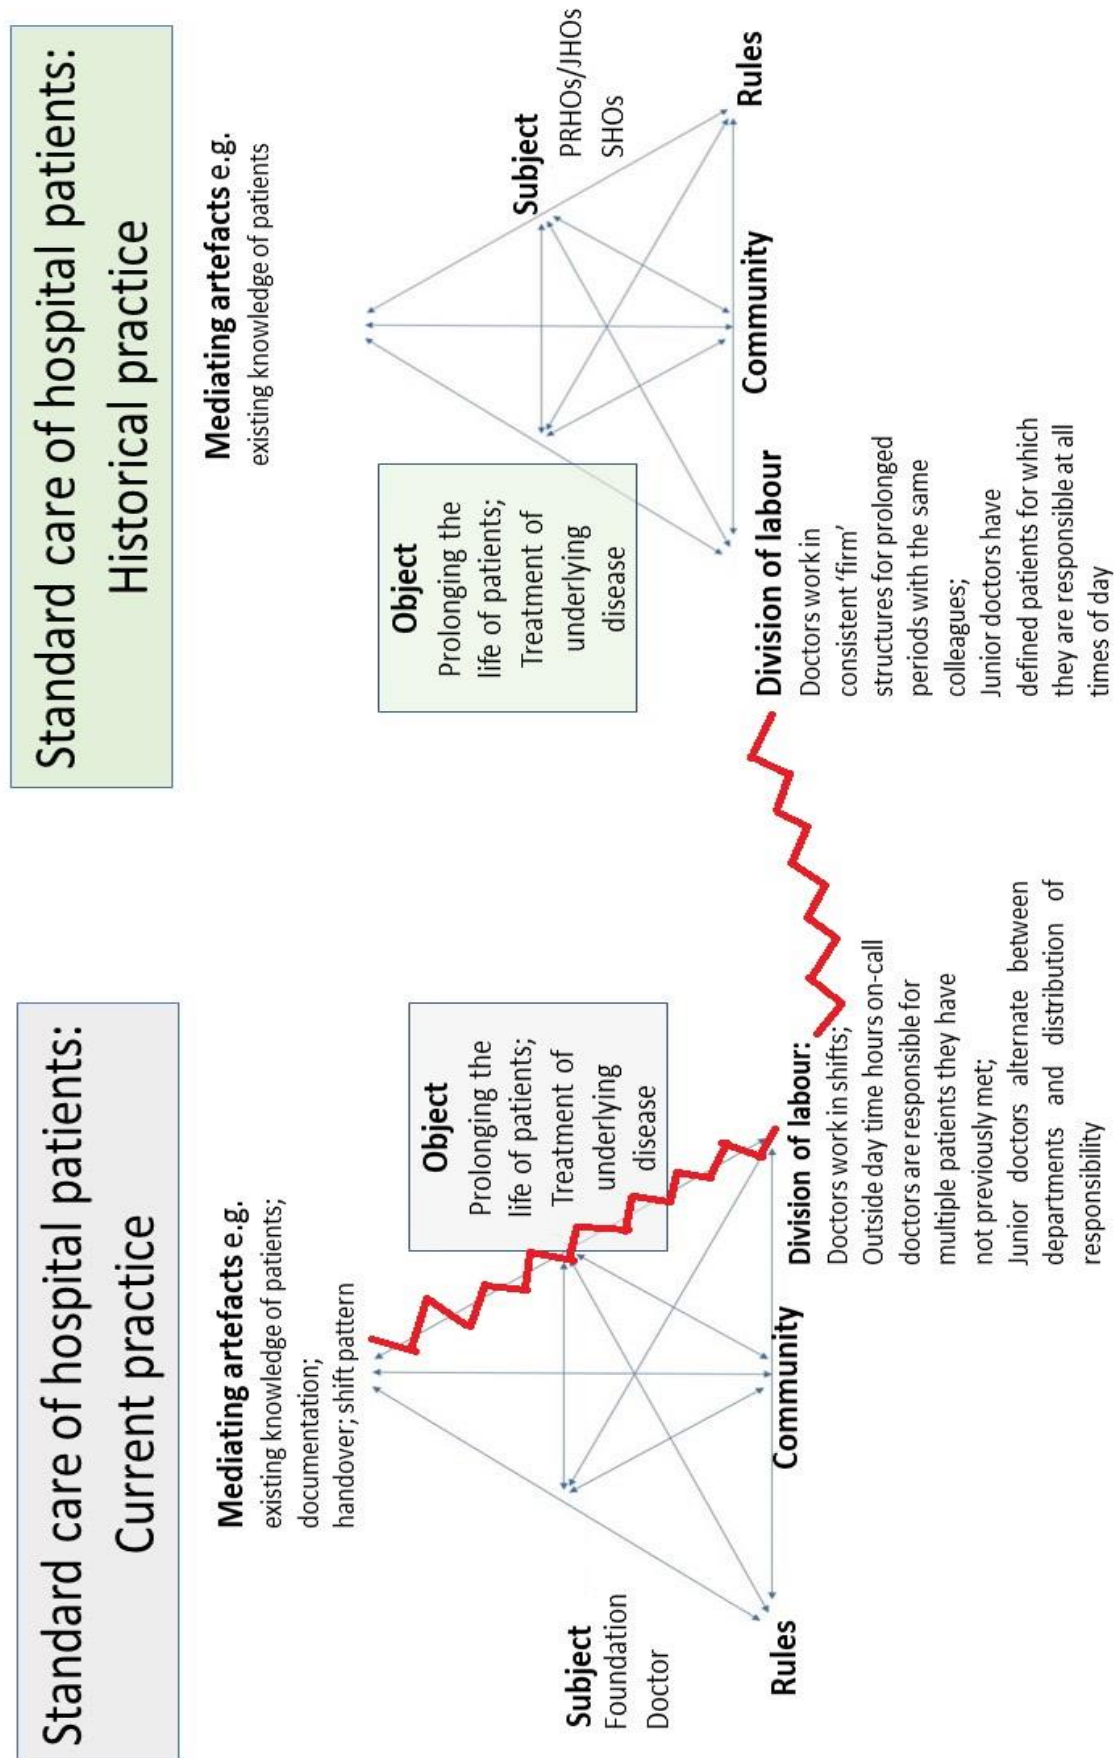 Standard care of hospital patients:
Current practice
Mediating artefacts e.g.
existing knowledge of patients;
documentation;
handover; shift pattern
Object
Prolonging the
life of patients;
Treatment of
underlying
disease
Subject
Foundation
Doctor
Rules
Community
Division of labour:
Doctors work in shifts;
Outside day time hours on-call
doctors are responsible for
multiple patients they have
not previously met;
Junior doctors alternate between
departments and distribution of
responsibility
Standard care of hospital patients:
Historical practice
Mediating artefacts e.g.
existing knowledge of patients
Object
Prolonging the
life of patients;
Treatment of
underlying
disease
Subject
PRHOs/JHOs
SHOs
Division of labour
Doctors work in
consistent ‘firm’
structures for prolonged
periods with the same
colleagues;
Junior doctors have
defined patients for which
they are responsible at all
times of day
Community
Rules